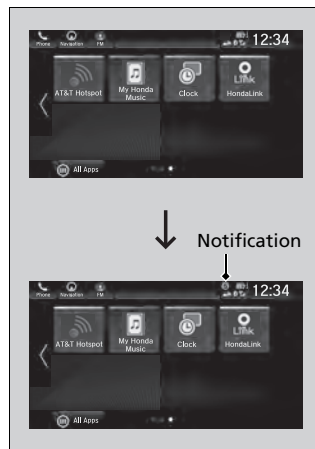 Phone Navigation FM 12:34
AT&T Hotspot My Honda Music Clock HondaLink
All Apps
Notification
Phone Navigation FM 12:34
AT&T Hotspot My Honda Music Clock HondaLink
All Apps